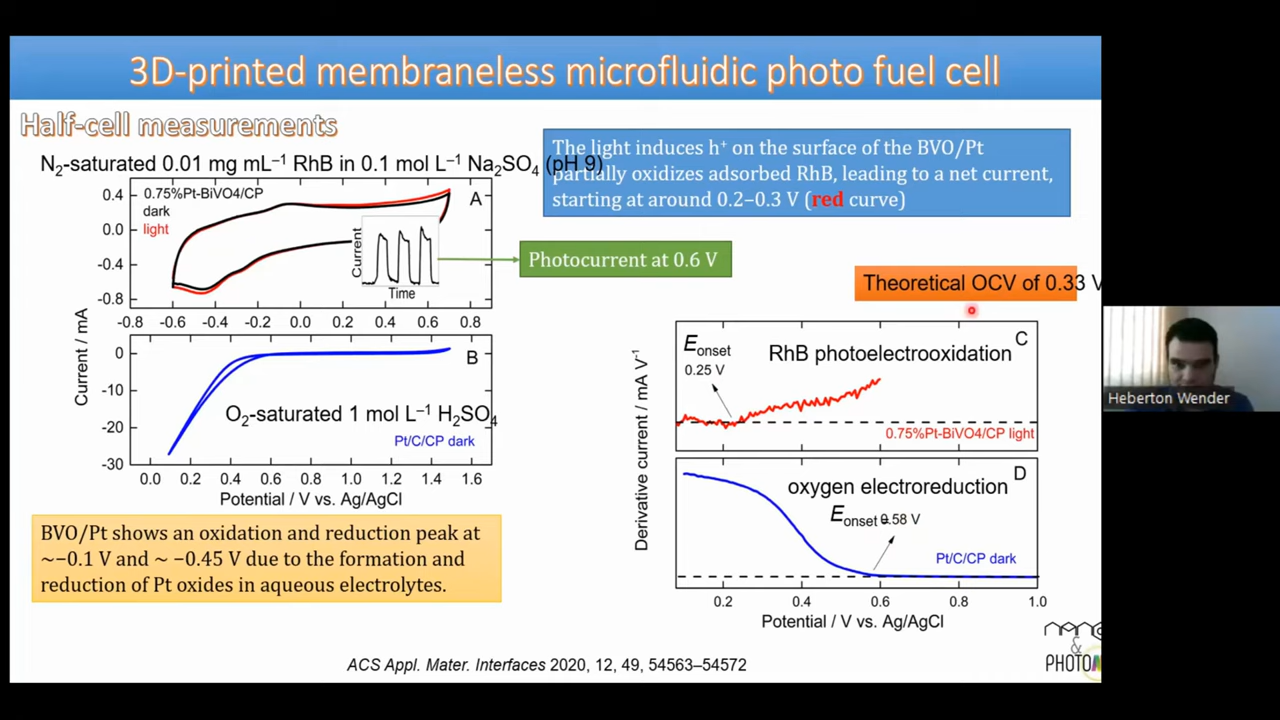 3D-printed membraneless microfluidic photo fuel cell
Half-cell measurements
N₂-saturated 0.01 mg mL⁻¹ RhB in 0.1 mol L⁻¹ Na₂SO₄ (pH 9)
The light induces h⁺ on the surface of the BVO/Pt
partially oxidizes adsorbed RhB, leading to a net current,
starting at around 0.2–0.3 V (red curve)
0.4
0.0
-0.4
-0.8
0.75%Pt-BiVO4/CP
dark
light
A
Current
Time
Photocurrent at 0.6 V
-0.8 -0.6 -0.4 -0.2 0.0 0.2 0.4 0.6 0.8
Current / mA
0
-10
-20
-30
B
O₂-saturated 1 mol L⁻¹ H₂SO₄
Pt/C/CP dark
0.0 0.2 0.4 0.6 0.8 1.0 1.2 1.4 1.6
Potential / V vs. Ag/AgCl
BVO/Pt shows an oxidation and reduction peak at
~−0.1 V and ~ −0.45 V due to the formation and
reduction of Pt oxides in aqueous electrolytes.
Theoretical OCV of 0.33 V
Derivative current / mA V⁻¹
E onset
0.25 V
RhB photoelectrooxidation
C
0.75%Pt-BiVO4/CP light
oxygen electroreduction
D
E onset 0.58 V
Pt/C/CP dark
0.2 0.4 0.6 0.8 1.0
Potential / V vs. Ag/AgCl
Heberton Wender
&
ACS Appl. Mater. Interfaces 2020, 12, 49, 54563–54572